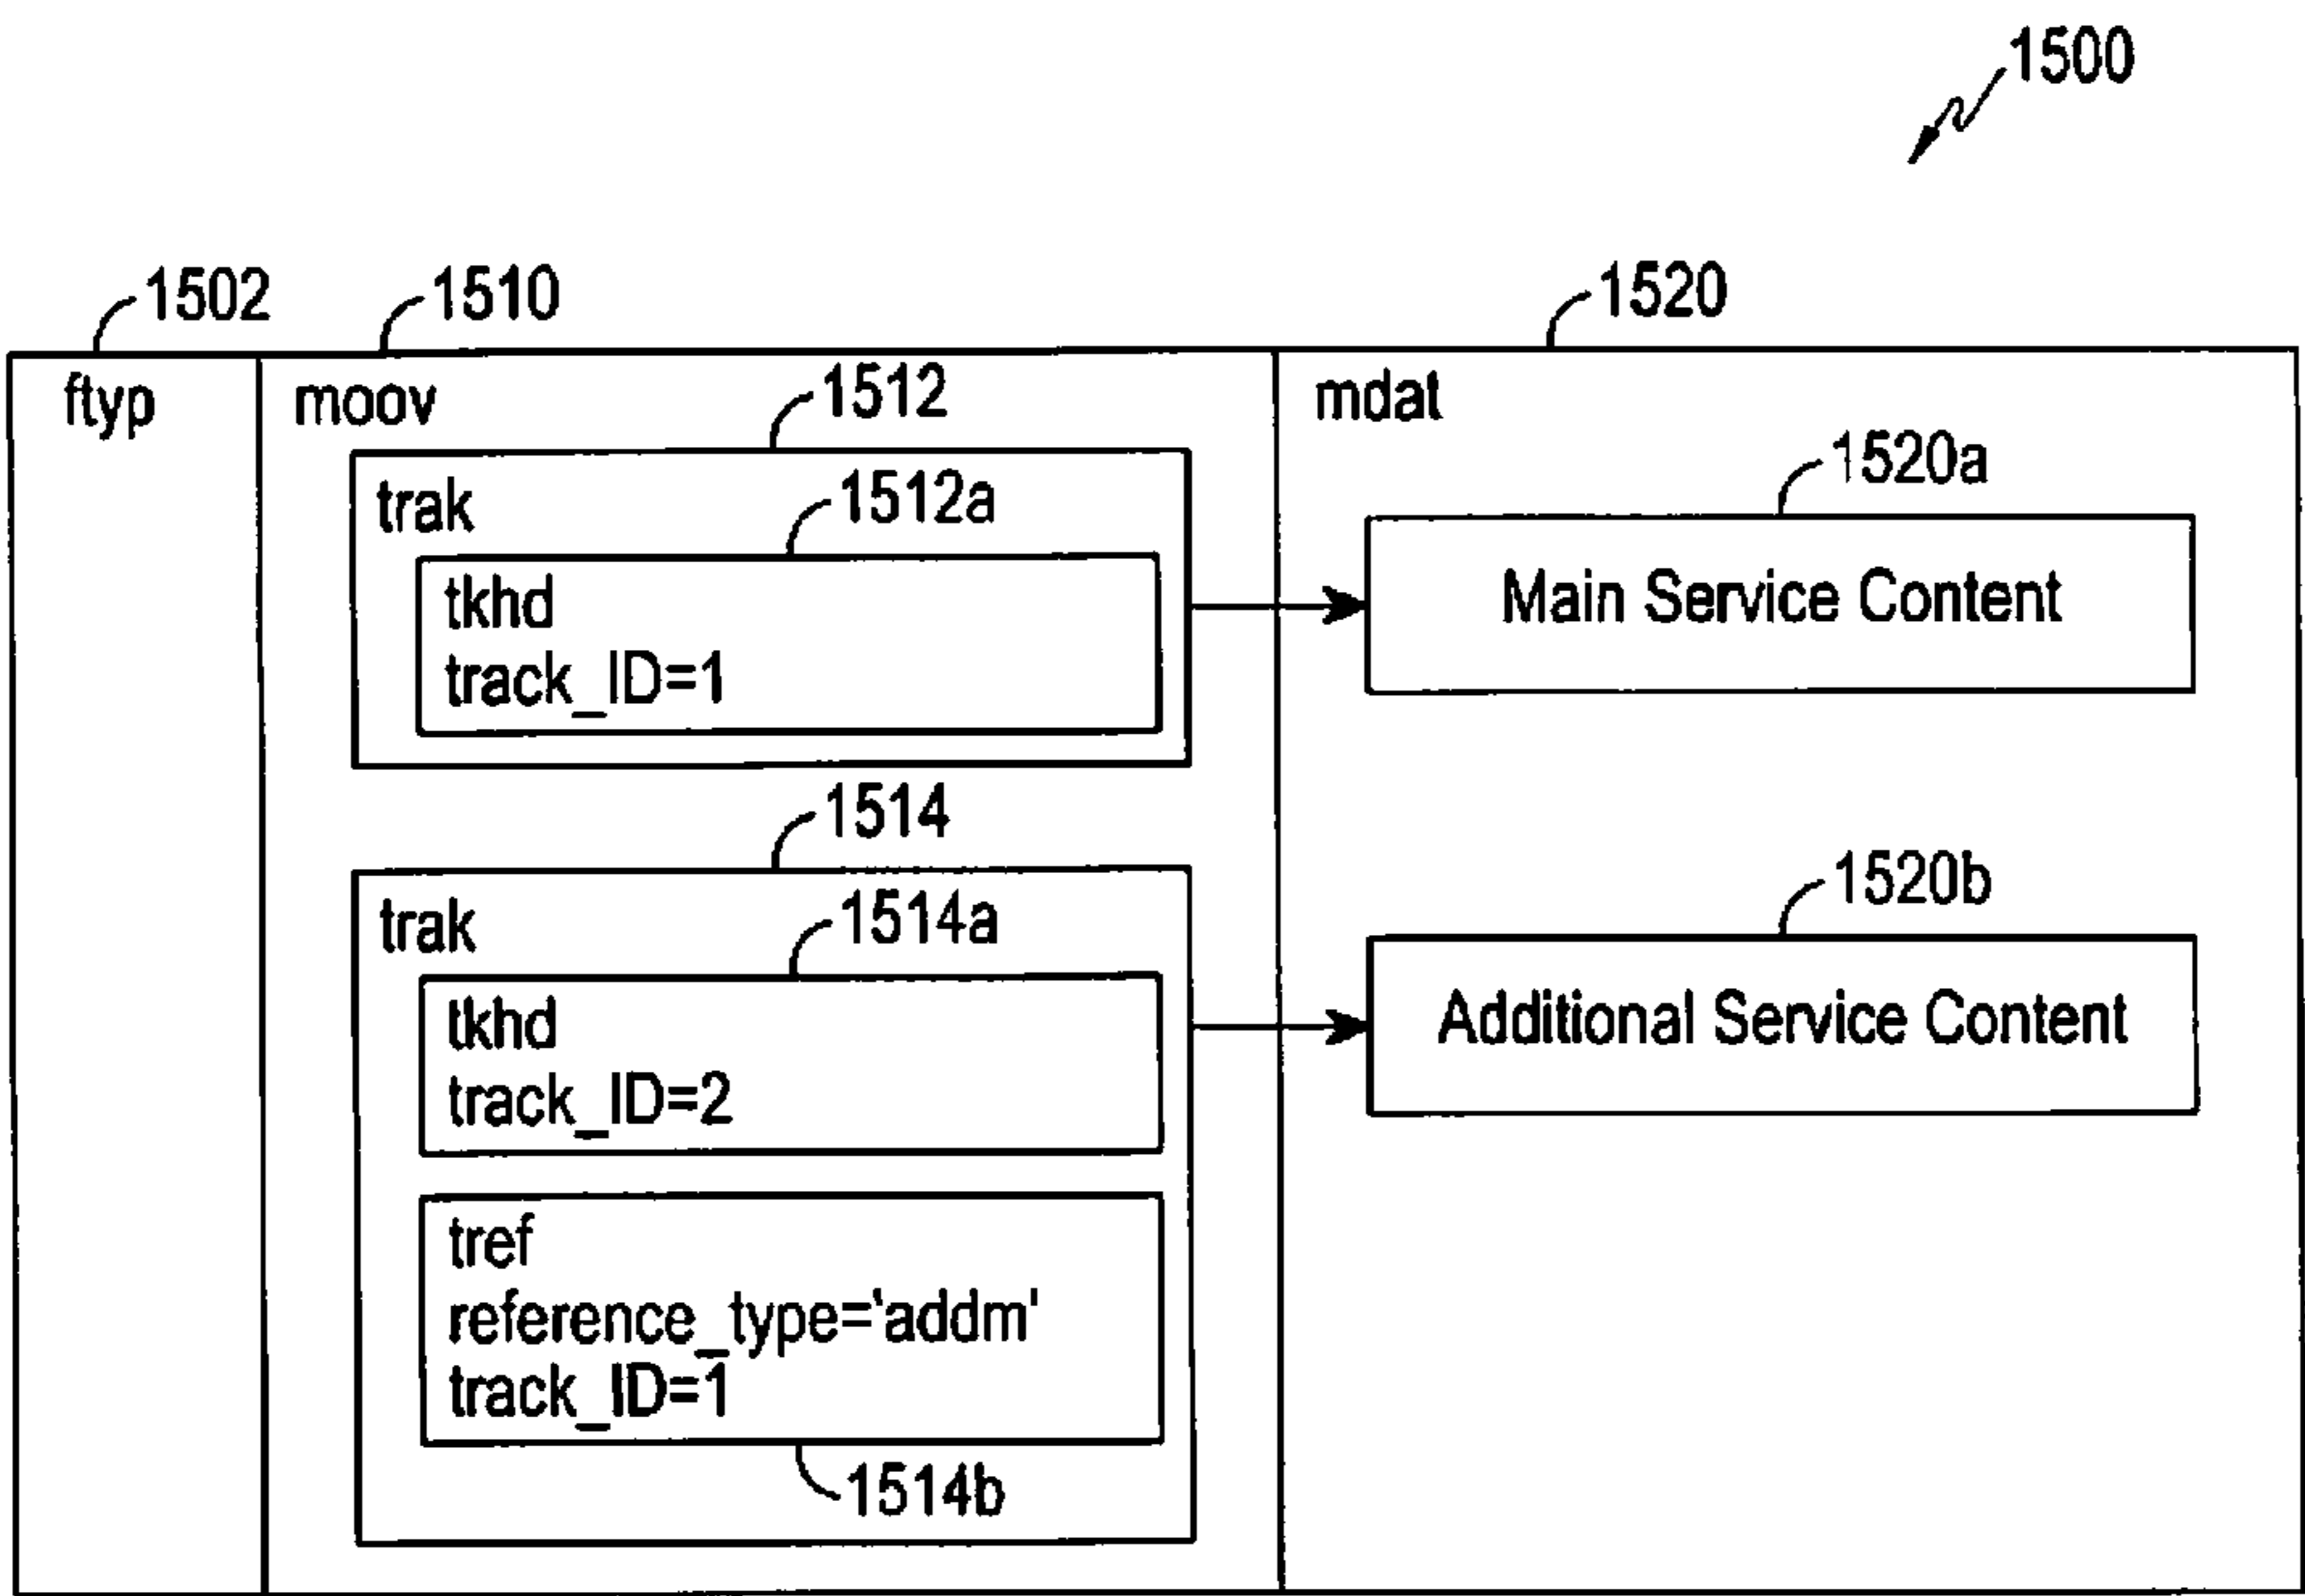 1500
1502
1510
1520
ftyp
moov
mdat
1512
trak
1512a
tkhd
track_ID=1
1520a
Main Service Content
1514
trak
1514a
tkhd
track_ID=2
1520b
Additional Service Content
tref
reference_type='addm'
track_ID=1
1514b